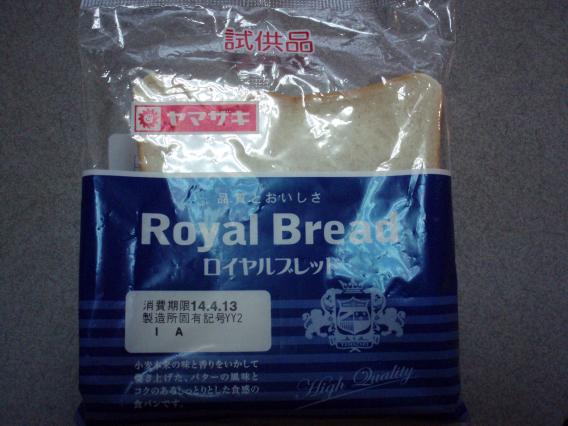 試供品
ヤマザキ
品質とおいしさ
Royal Bread
ロイヤルブレッド
消費期限14.4.13
製造所固有記号YY2
I A
小麦本来の味と香りをいかして
焼き上げた、バターの風味と
コクのあるしっとりとした食感の
食パンです。
YAMAZAKI
High Quality